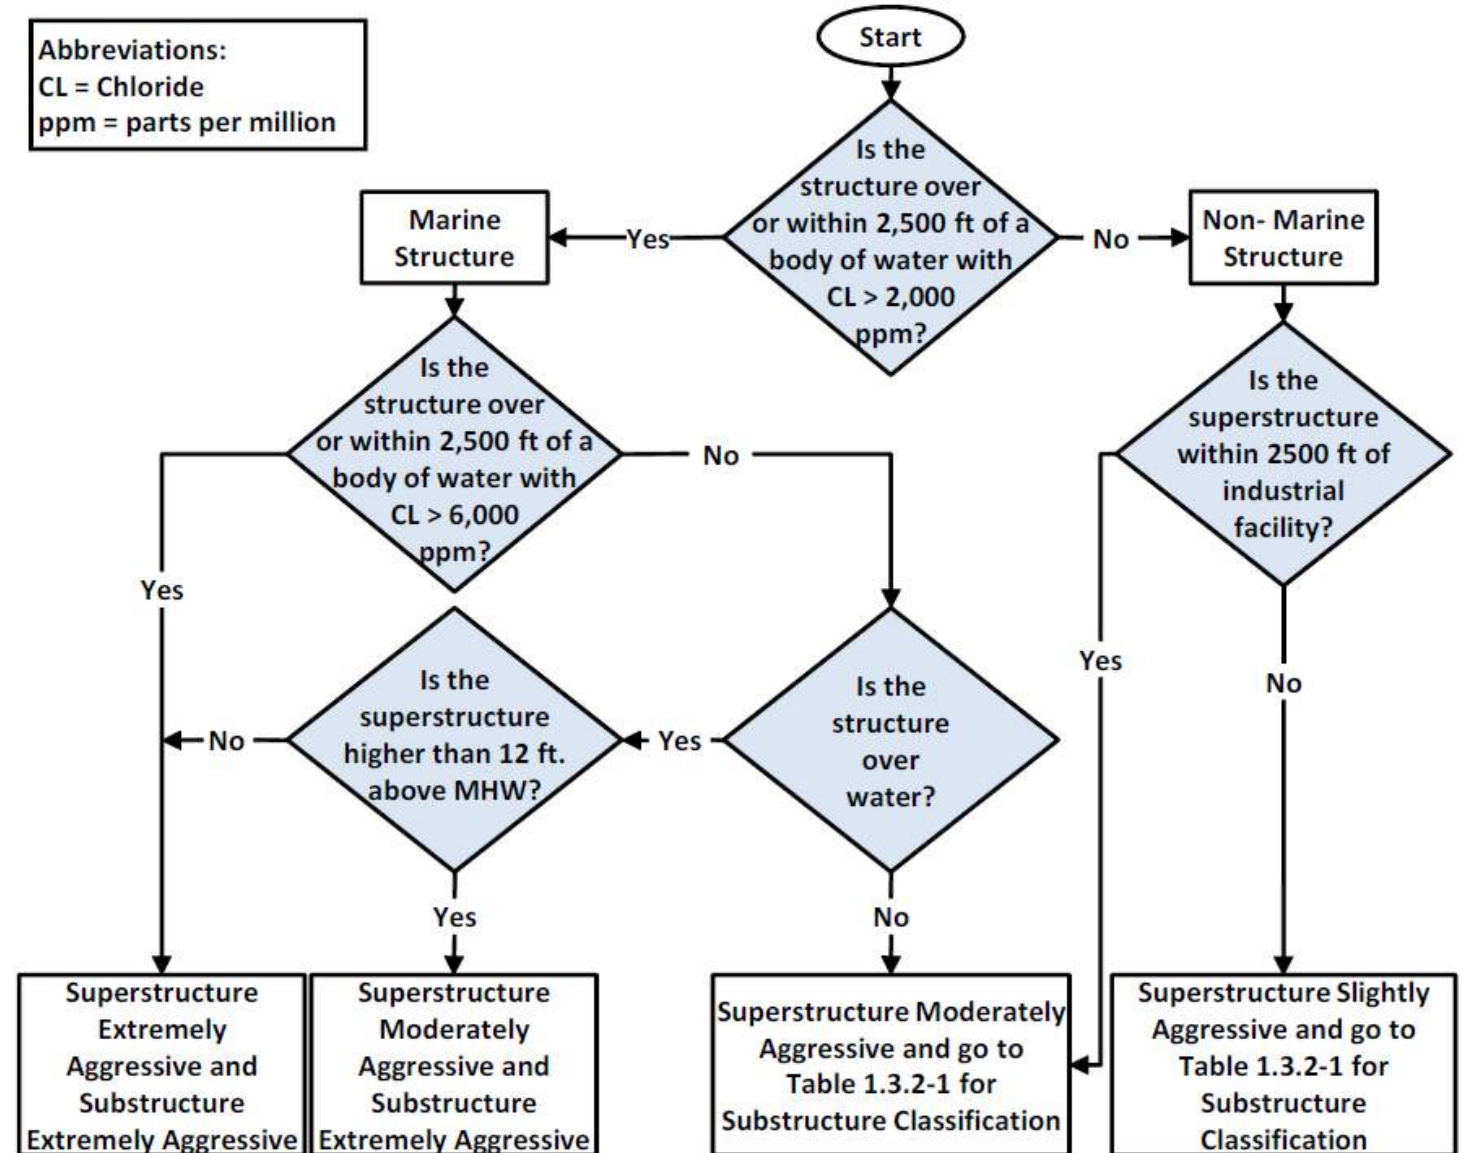 Abbreviations:
CL = Chloride
ppm = parts per million
Start
Is the
structure over
or within 2,500 ft of a
body of water with
CL > 2,000
ppm?
Yes
No
Marine
Structure
Non- Marine
Structure
Is the
structure over
or within 2,500 ft of a
body of water with
CL > 6,000
ppm?
No
Yes
Is the
superstructure
within 2500 ft of
industrial
facility?
Yes
No
Is the
superstructure
higher than 12 ft.
above MHW?
No
Yes
Is the
structure
over
water?
Yes
No
Superstructure
Extremely
Aggressive and
Substructure
Extremely Aggressive
Superstructure
Moderately
Aggressive and
Substructure
Extremely Aggressive
Superstructure Moderately
Aggressive and go to
Table 1.3.2-1 for
Substructure Classification
Superstructure Slightly
Aggressive and go to
Table 1.3.2-1 for
Substructure
Classification